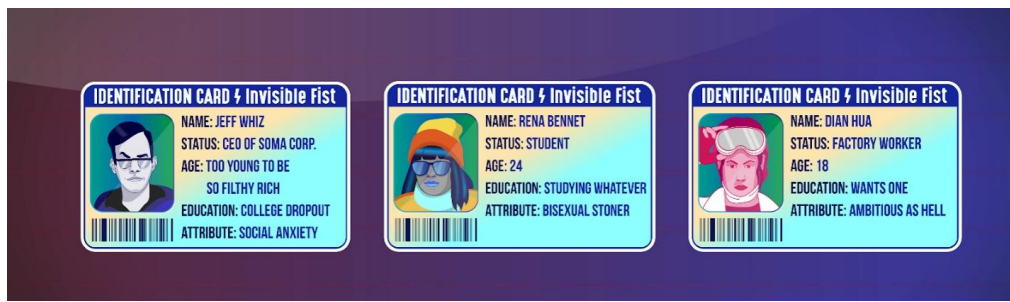 IDENTIFICATION CARD Invisible Fist
NAME: JEFF WHIZ
STATUS: CEO OF SOMA CORP.
AGE: TOO YOUNG TO BE
SO FILTHY RICH
EDUCATION: COLLEGE DROPOUT
ATTRIBUTE: SOCIAL ANXIETY
IDENTIFICATION CARD Invisible Fist
NAME: RENA BENNET
STATUS: STUDENT
AGE: 24
EDUCATION: STUDYING WHATEVER
ATTRIBUTE: BISEXUAL STONER
IDENTIFICATION CARD Invisible Fist
NAME: DIAN HUA
STATUS: FACTORY WORKER
AGE: 18
EDUCATION: WANTS ONE
ATTRIBUTE: AMBITIOUS AS HELL